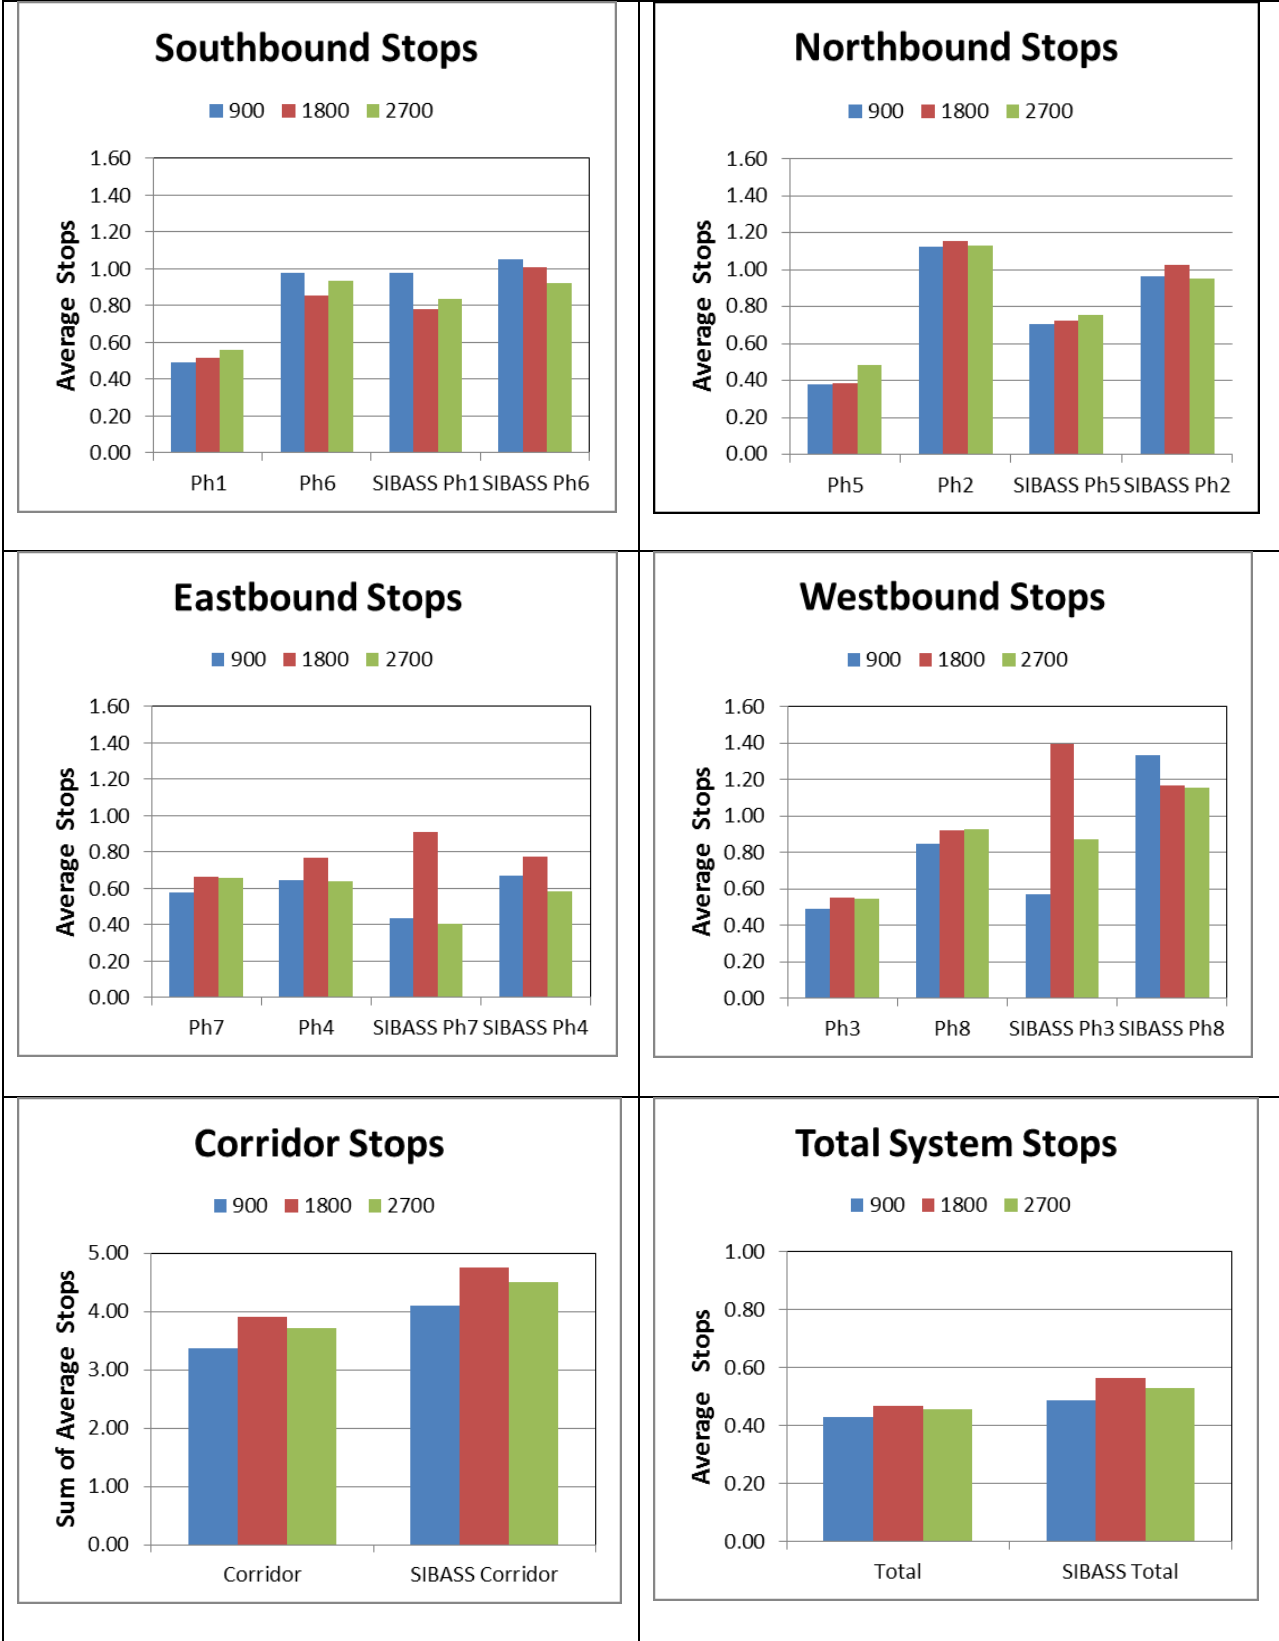 Southbound Stops
900 1800 2700
1.60
1.40
1.20
1.00
0.80
0.60
0.40
0.20
0.00
Average Stops
Ph1 Ph6 SIBASS Ph1 SIBASS Ph6
Northbound Stops
900 1800 2700
1.60
1.40
1.20
1.00
0.80
0.60
0.40
0.20
0.00
Average Stops
Ph5 Ph2 SIBASS Ph5 SIBASS Ph2
Eastbound Stops
900 1800 2700
1.60
1.40
1.20
1.00
0.80
0.60
0.40
0.20
0.00
Average Stops
Ph7 Ph4 SIBASS Ph7 SIBASS Ph4
Westbound Stops
900 1800 2700
1.60
1.40
1.20
1.00
0.80
0.60
0.40
0.20
0.00
Average Stops
Ph3 Ph8 SIBASS Ph3 SIBASS Ph8
Corridor Stops
900 1800 2700
5.00
4.00
3.00
2.00
1.00
0.00
Sum of Average Stops
Corridor SIBASS Corridor
Total System Stops
900 1800 2700
1.00
0.80
0.60
0.40
0.20
0.00
Average Stops
Total SIBASS Total